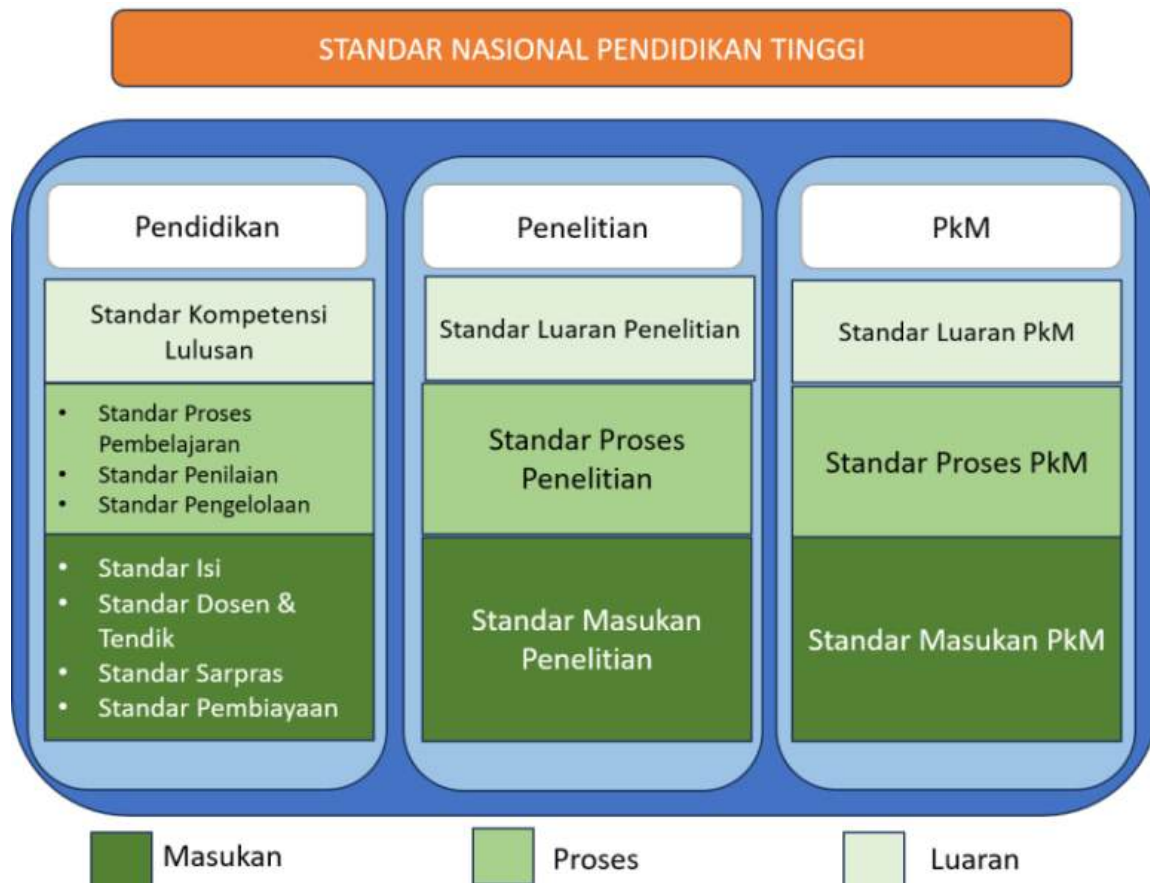 STANDAR NASIONAL PENDIDIKAN TINGGI
Pendidikan
Standar Kompetensi
Lulusan
• Standar Proses
Pembelajaran
• Standar Penilaian
• Standar Pengelolaan
• Standar Isi
• Standar Dosen &
Tendik
• Standar Sarpras
• Standar Pembiayaan
Penelitian
Standar Luaran Penelitian
Standar Proses
Penelitian
Standar Masukan
Penelitian
PkM
Standar Luaran PkM
Standar Proses PkM
Standar Masukan PkM
Masukan
Proses
Luaran